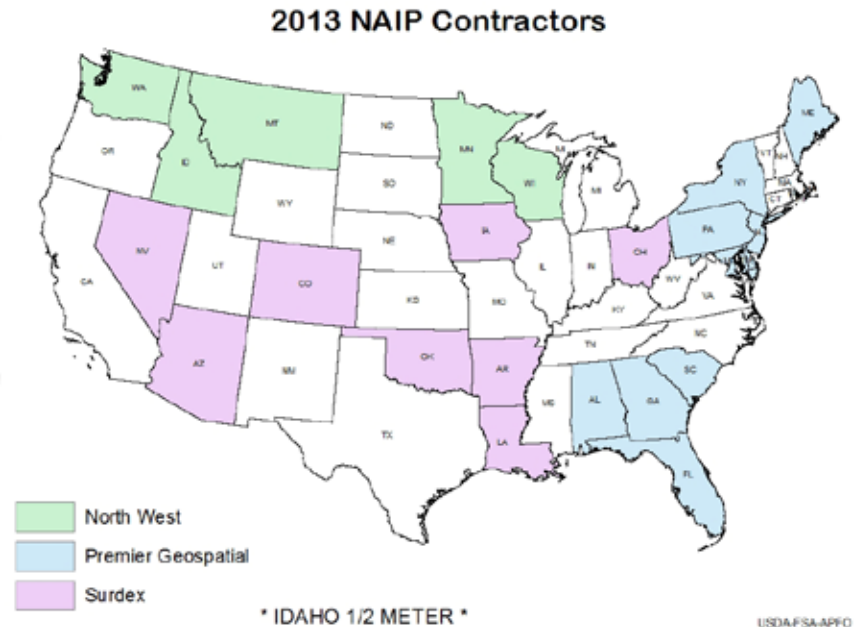 2013 NAIP Contractors
WA
MT
ND
MN
ME
OR
ID
SD
WI
MI
MI
VT
NH
NY
MA
CT
WY
IA
PA
NE
NV
UT
CO
IL
IN
OH
CA
KS
MO
WV
VA
KY
NC
TN
AZ
NM
OK
AR
SC
MS
AL
GA
TX
LA
FL
North West
Premier Geospatial
Surdex
* IDAHO 1/2 METER *
USDA-FSA-APFO